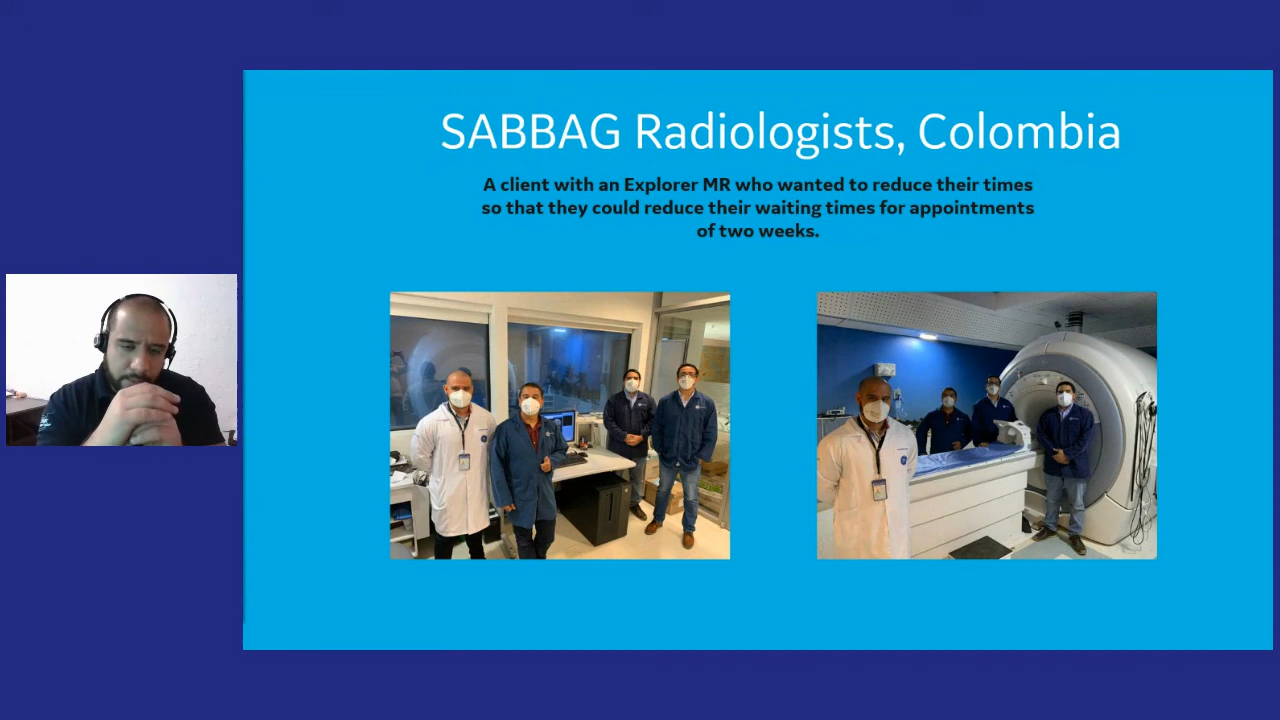 SABBAG Radiologists, Colombia
A client with an Explorer MR who wanted to reduce their times
so that they could reduce their waiting times for appointments
of two weeks.